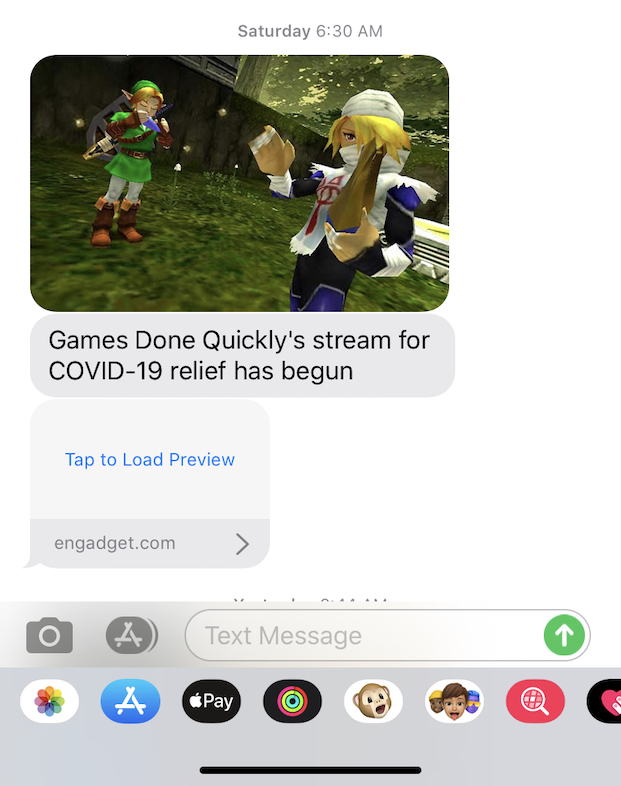 Saturday 6:30 AM
Games Done Quickly's stream for
COVID-19 relief has begun
Tap to Load Preview
engadget.com
Text Message
Pay